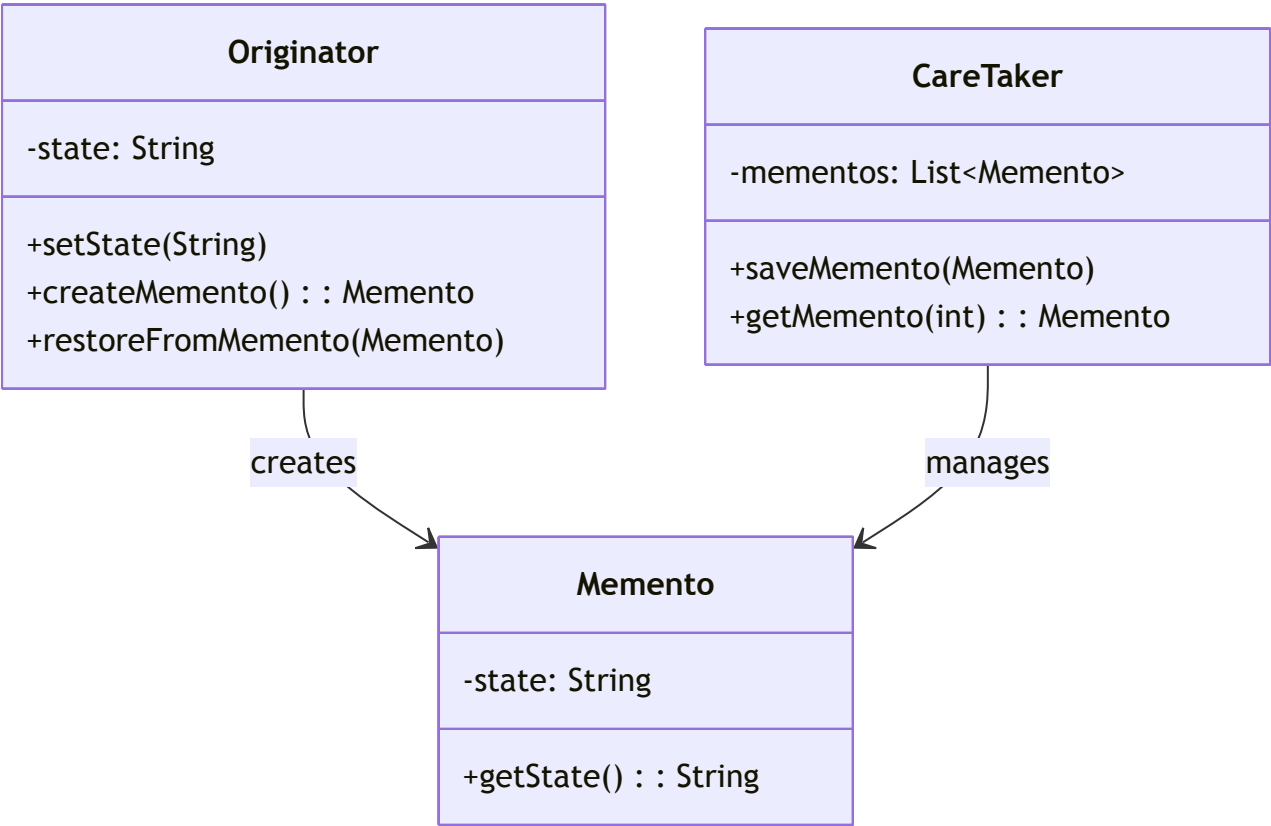 Originator
-state: String
+setState(String)
+createMemento() : : Memento
+restoreFromMemento(Memento)
CareTaker
-mementos: List<Memento>
+saveMemento(Memento)
+getMemento(int) : : Memento
creates
manages
Memento
-state: String
+getState() : : String